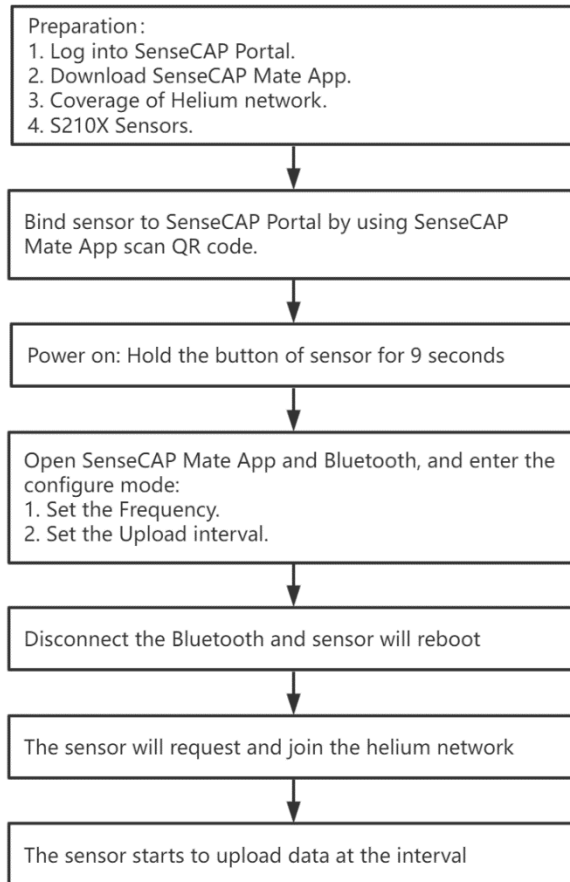 Preparation:
1. Log into SenseCAP Portal.
2. Download SenseCAP Mate App.
3. Coverage of Helium network.
4. S210X Sensors.
Bind sensor to SenseCAP Portal by using SenseCAP
Mate App scan QR code.
Power on: Hold the button of sensor for 9 seconds
Open SenseCAP Mate App and Bluetooth, and enter the
configure mode:
1. Set the Frequency.
2. Set the Upload interval.
Disconnect the Bluetooth and sensor will reboot
The sensor will request and join the helium network
The sensor starts to upload data at the interval